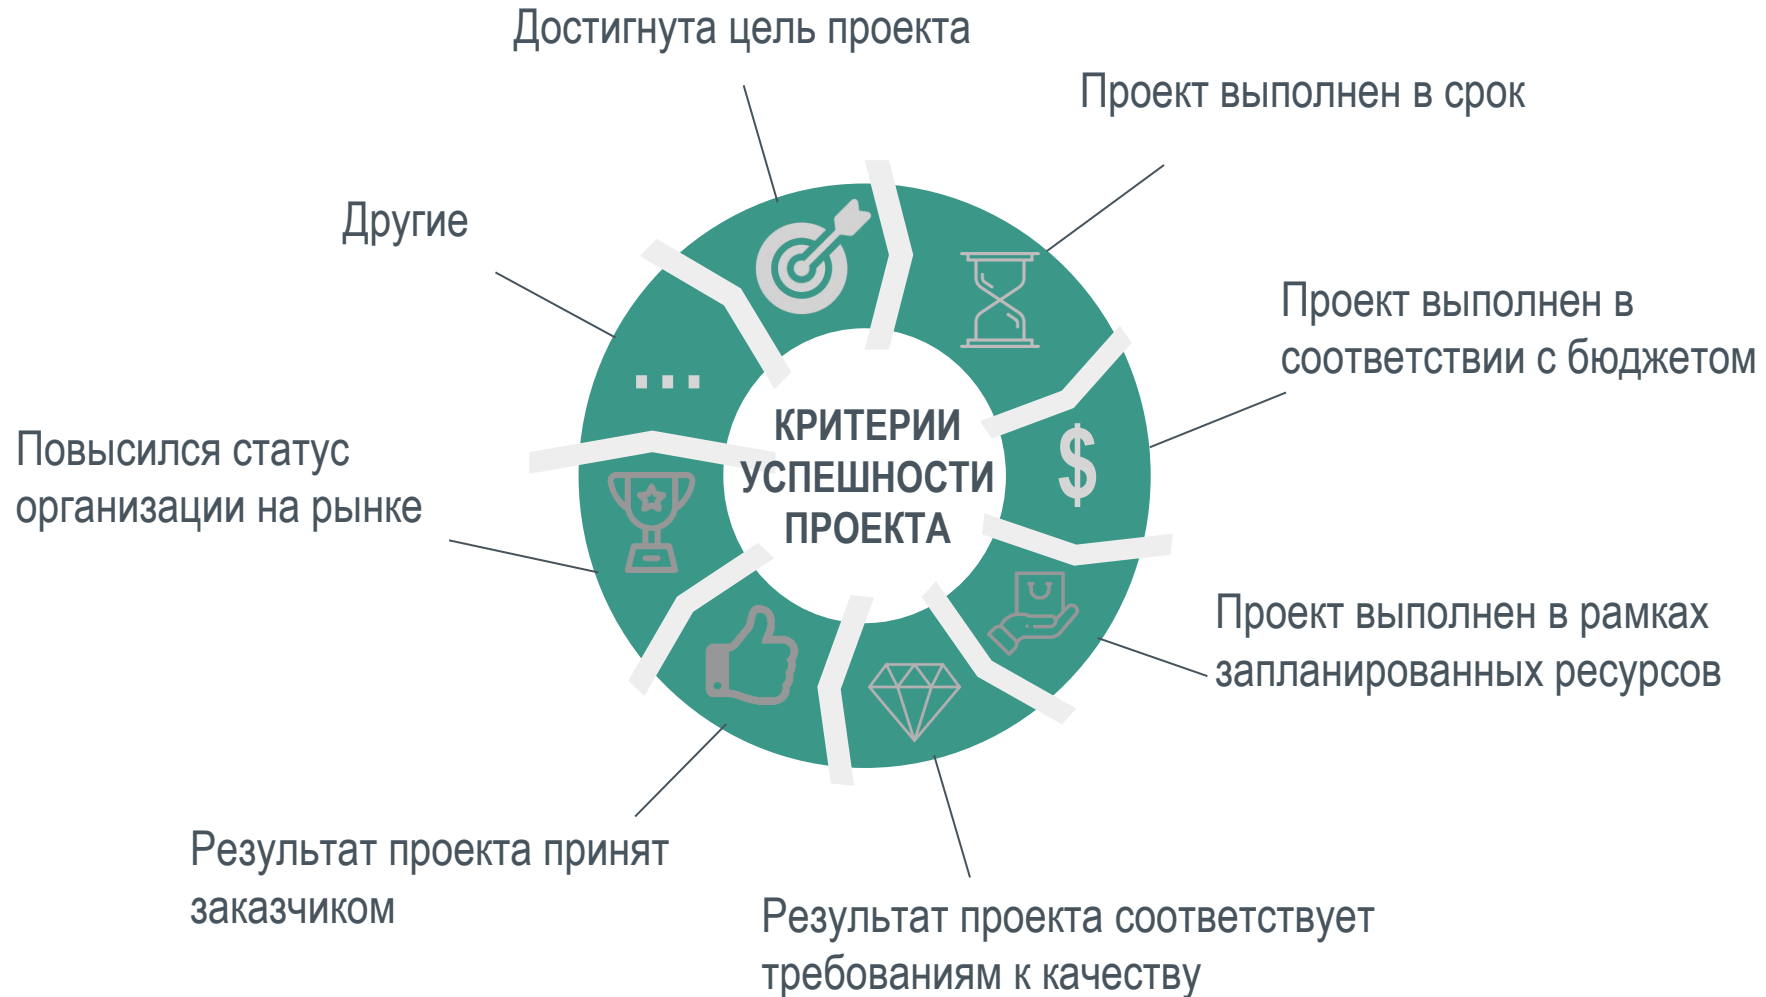 Достигнута цель проекта
Проект выполнен в срок
Другие
Проект выполнен в
соответствии с бюджетом
$
...
КРИТЕРИИ
УСПЕШНОСТИ
ПРОЕКТА
Повысился статус
организации на рынке
Проект выполнен в рамках
запланированных ресурсов
Результат проекта принят
заказчиком
Результат проекта соответствует
требованиям к качеству